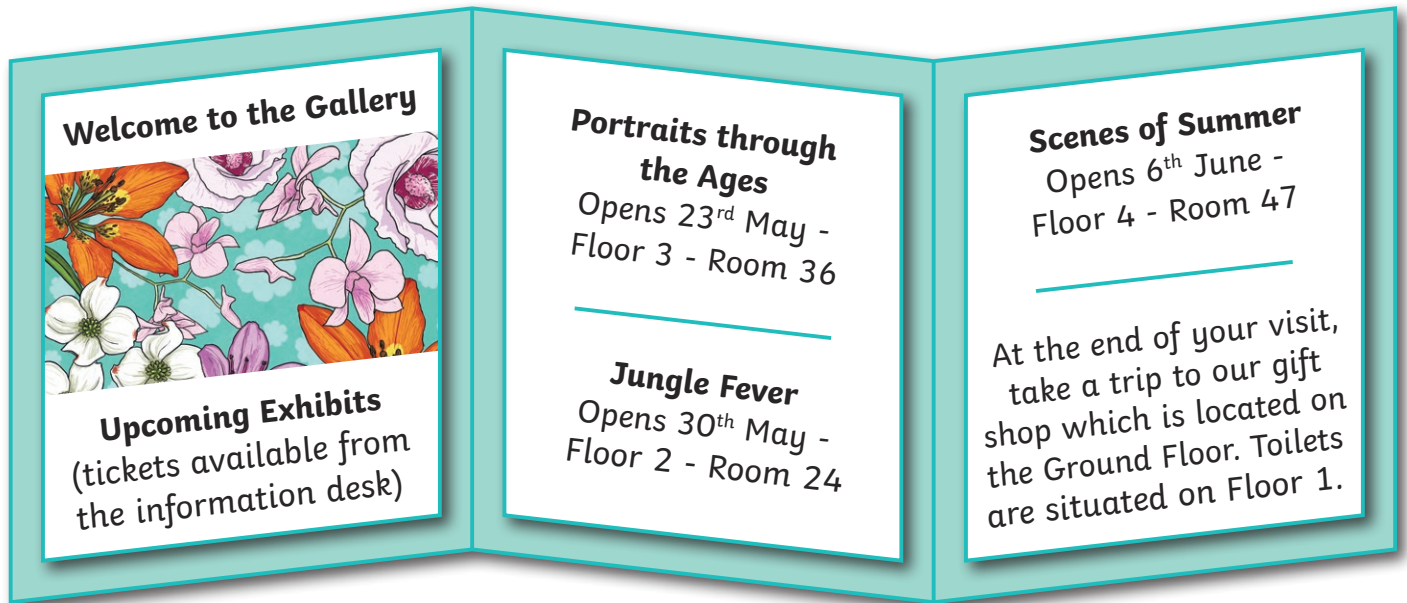 Welcome to the Gallery
Upcoming Exhibits
(tickets available from
the information desk)
Portraits through
the Ages
Opens 23rd May -
Floor 3 - Room 36
Jungle Fever
Opens 30th May -
Floor 2 - Room 24
Scenes of Summer
Opens 6th June -
Floor 4 - Room 47
At the end of your visit,
take a trip to our gift
shop which is located on
the Ground Floor. Toilets
are situated on Floor 1.